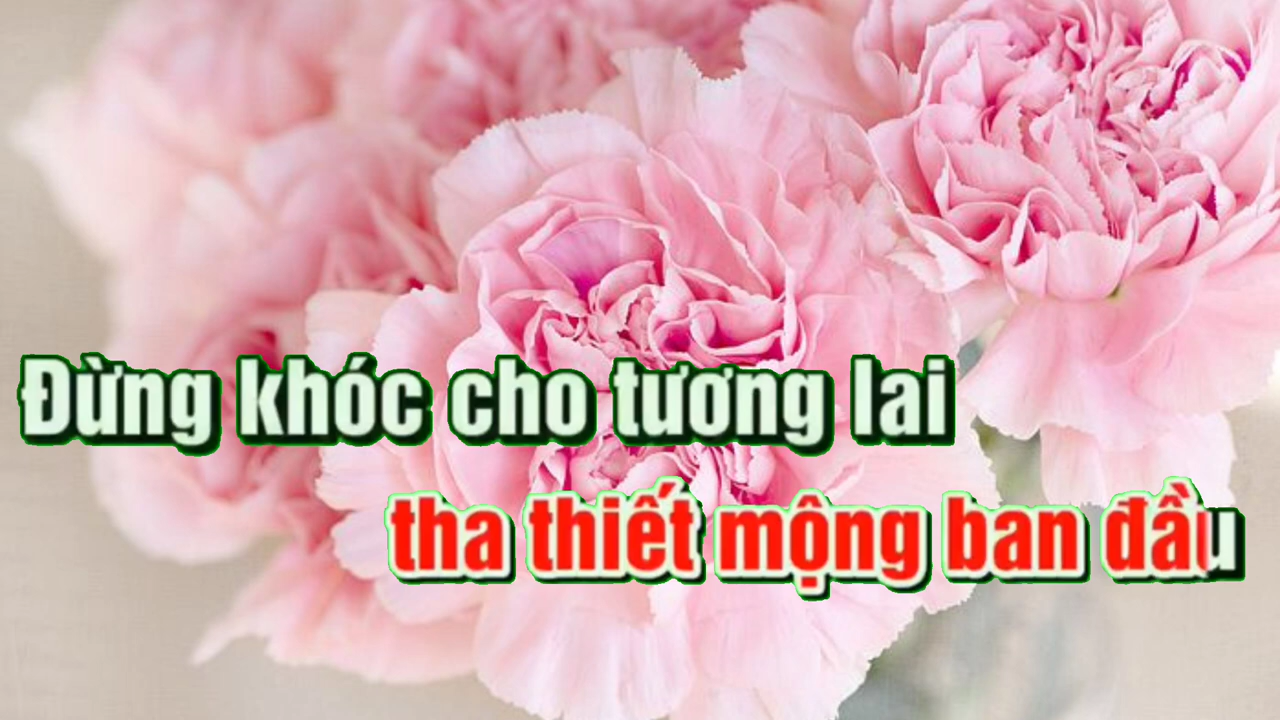 Đừng khóc cho tương lai
tha thiết mộng ban đầu